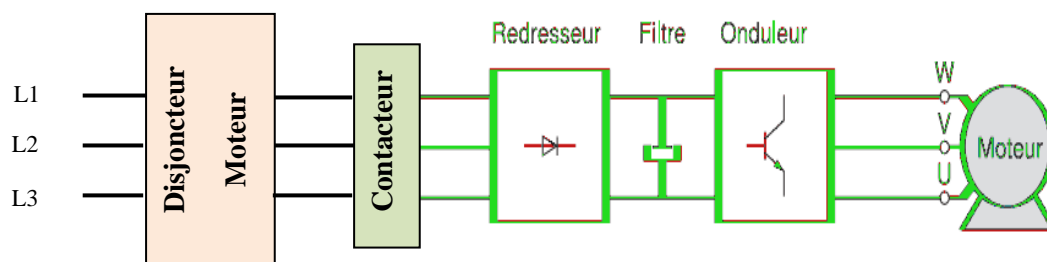 Redresseur Filtre Onduleur
L1
L2
L3
Disjoncteur
Moteur
Contacteur
W
V
U
Moteur